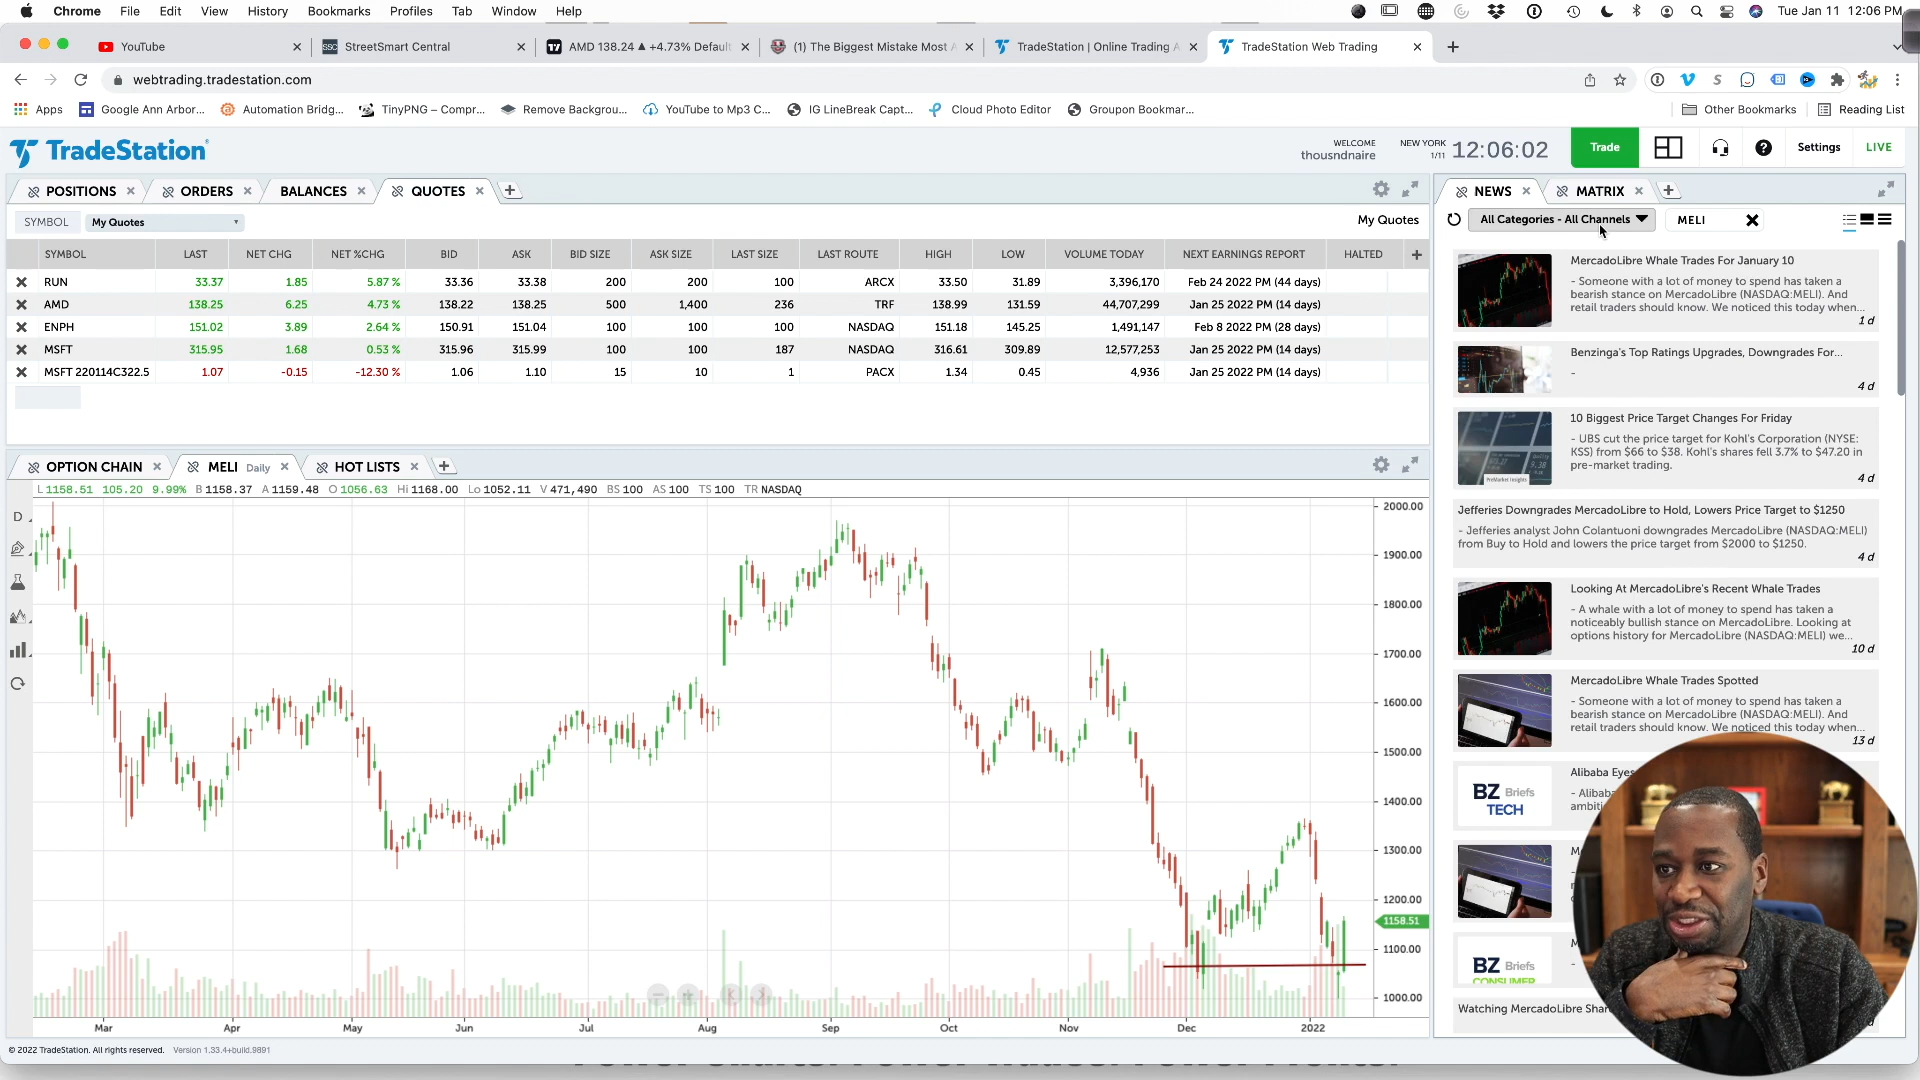 Chrome File Edit View History Bookmarks Profiles Tab Window Help Tue Jan 11 12:06 PM
YouTube StreetSmart Central AMD 138.24 ▲ +4.73% Default (1) The Biggest Mistake Most A TradeStation | Online Trading A TradeStation Web Trading
webtrading.tradestation.com
Apps Google Ann Arbor... Automation Bridg... TinyPNG – Compr... Remove Backgrou... YouTube to Mp3 C... IG LineBreak Capt... Cloud Photo Editor Groupon Bookmar... Other Bookmarks Reading List
TradeStation
WELCOME
thousndnaire
NEW YORK
1/11
12:06:02
Trade Settings LIVE
POSITIONS ORDERS BALANCES QUOTES
SYMBOL My Quotes My Quotes
SYMBOL LAST NET CHG NET %CHG BID ASK BID SIZE ASK SIZE LAST SIZE LAST ROUTE HIGH LOW VOLUME TODAY NEXT EARNINGS REPORT HALTED
RUN 33.37 1.85 5.87 % 33.36 33.38 200 200 100 ARCX 33.50 31.89 3,396,170 Feb 24 2022 PM (44 days)
AMD 138.25 6.25 4.73 % 138.22 138.25 500 1,400 236 TRF 138.99 131.59 44,707,299 Jan 25 2022 PM (14 days)
ENPH 151.02 3.89 2.64 % 150.91 151.04 100 100 100 NASDAQ 151.18 145.25 1,491,147 Feb 8 2022 PM (28 days)
MSFT 315.95 1.68 0.53 % 315.96 315.99 100 100 187 NASDAQ 316.61 309.89 12,577,253 Jan 25 2022 PM (14 days)
MSFT 220114C322.5 1.07 -0.15 -12.30 % 1.06 1.10 15 10 1 PACX 1.34 0.45 4,936 Jan 25 2022 PM (14 days)
OPTION CHAIN MELI Daily HOT LISTS
L 1158.51 105.20 9.99% B 1158.37 A 1159.48 O 1056.63 Hi 1168.00 Lo 1052.11 V 471,490 BS 100 AS 100 TS 100 TR NASDAQ
D
2000.00
1900.00
1800.00
1700.00
1600.00
1500.00
1400.00
1300.00
1200.00
1158.51
1100.00
1000.00
Mar Apr May Jun Jul Aug Sep Oct Nov Dec 2022
© 2022 TradeStation. All rights reserved. Version 1.33.4+build.9891
NEWS MATRIX
All Categories - All Channels MELI
MercadoLibre Whale Trades For January 10
- Someone with a lot of money to spend has taken a
bearish stance on MercadoLibre (NASDAQ:MELI). And
retail traders should know. We noticed this today when...
1 d
Benzinga's Top Ratings Upgrades, Downgrades For...
-
4 d
10 Biggest Price Target Changes For Friday
- UBS cut the price target for Kohl's Corporation (NYSE:
KSS) from $66 to $38. Kohl's shares fell 3.7% to $47.20 in
pre-market trading.
4 d
PreMarket Insights
Jefferies Downgrades MercadoLibre to Hold, Lowers Price Target to $1250
- Jefferies analyst John Colantuoni downgrades MercadoLibre (NASDAQ:MELI)
from Buy to Hold and lowers the price target from $2000 to $1250.
4 d
Looking At MercadoLibre's Recent Whale Trades
- A whale with a lot of money to spend has taken a
noticeably bullish stance on MercadoLibre. Looking at
options history for MercadoLibre (NASDAQ:MELI) we...
10 d
MercadoLibre Whale Trades Spotted
- Someone with a lot of money to spend has taken a
bearish stance on MercadoLibre (NASDAQ:MELI). And
retail traders should know. We noticed this today when...
13 d
BZ Briefs
TECH
Alibaba Eyes
- Alibaba
BZ Briefs
CONSUMER
Watching MercadoLibre